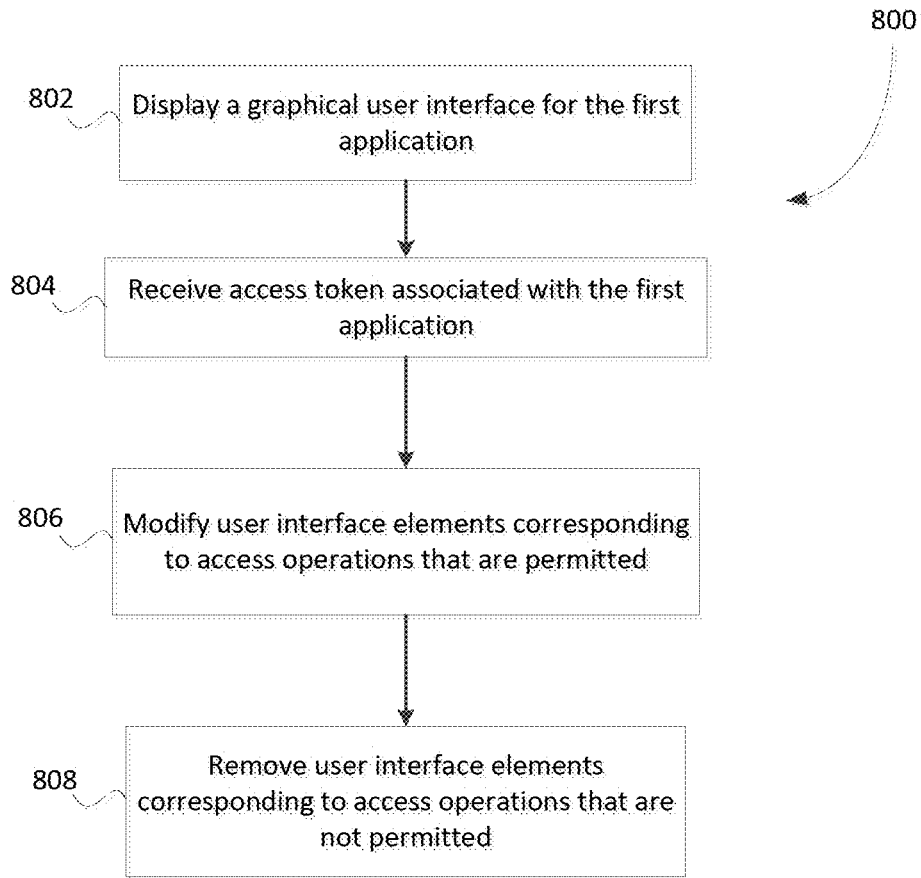 800
802
Display a graphical user interface for the first
application
804
Receive access token associated with the first
application
806
Modify user interface elements corresponding
to access operations that are permitted
808
Remove user interface elements
corresponding to access operations that are
not permitted